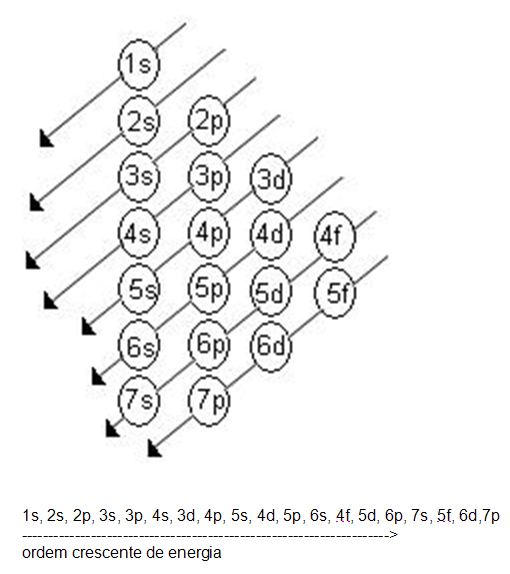 1s
2s 2p
3s 3p 3d
4s 4p 4d 4f
5s 5p 5d 5f
6s 6p 6d
7s 7p
1s, 2s, 2p, 3s, 3p, 4s, 3d, 4p, 5s, 4d, 5p, 6s, 4f, 5d, 6p, 7s, 5f, 6d,7p
------------------------------------------------------------------------->
ordem crescente de energia